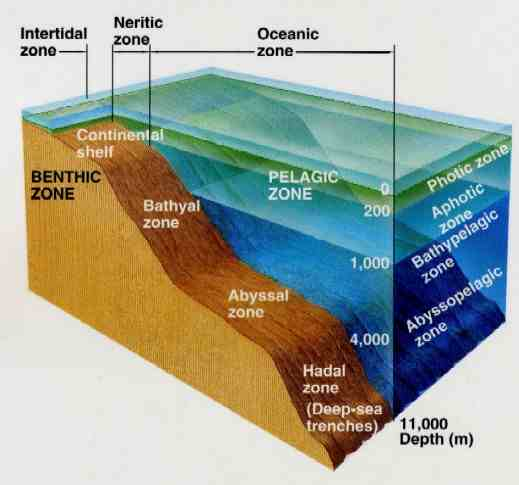 Intertidal
zone
Neritic
zone
Oceanic
zone
Continental
shelf
BENTHIC
ZONE
PELAGIC
ZONE
0
200
Photic zone
Aphotic
zone
Bathyal
zone
Bathypelagic
zone
1,000
Abyssal
zone
Abyssopelagic
zone
4,000
Hadal
zone
(Deep-sea
trenches)
11,000
Depth (m)